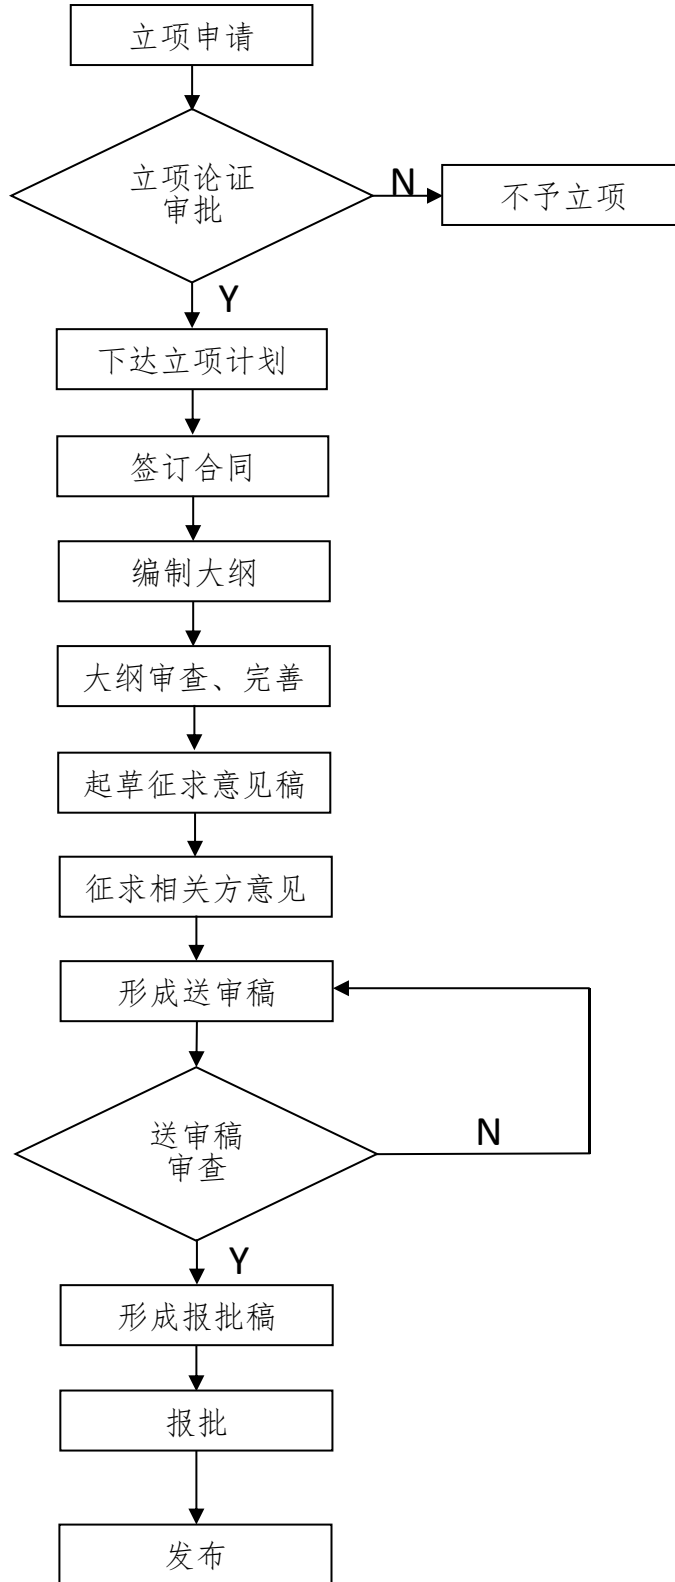 立项申请
立项论证
审批
N
不予立项
Y
下达立项计划
签订合同
编制大纲
大纲审查、完善
起草征求意见稿
征求相关方意见
形成送审稿
送审稿
审查
N
Y
形成报批稿
报批
发布